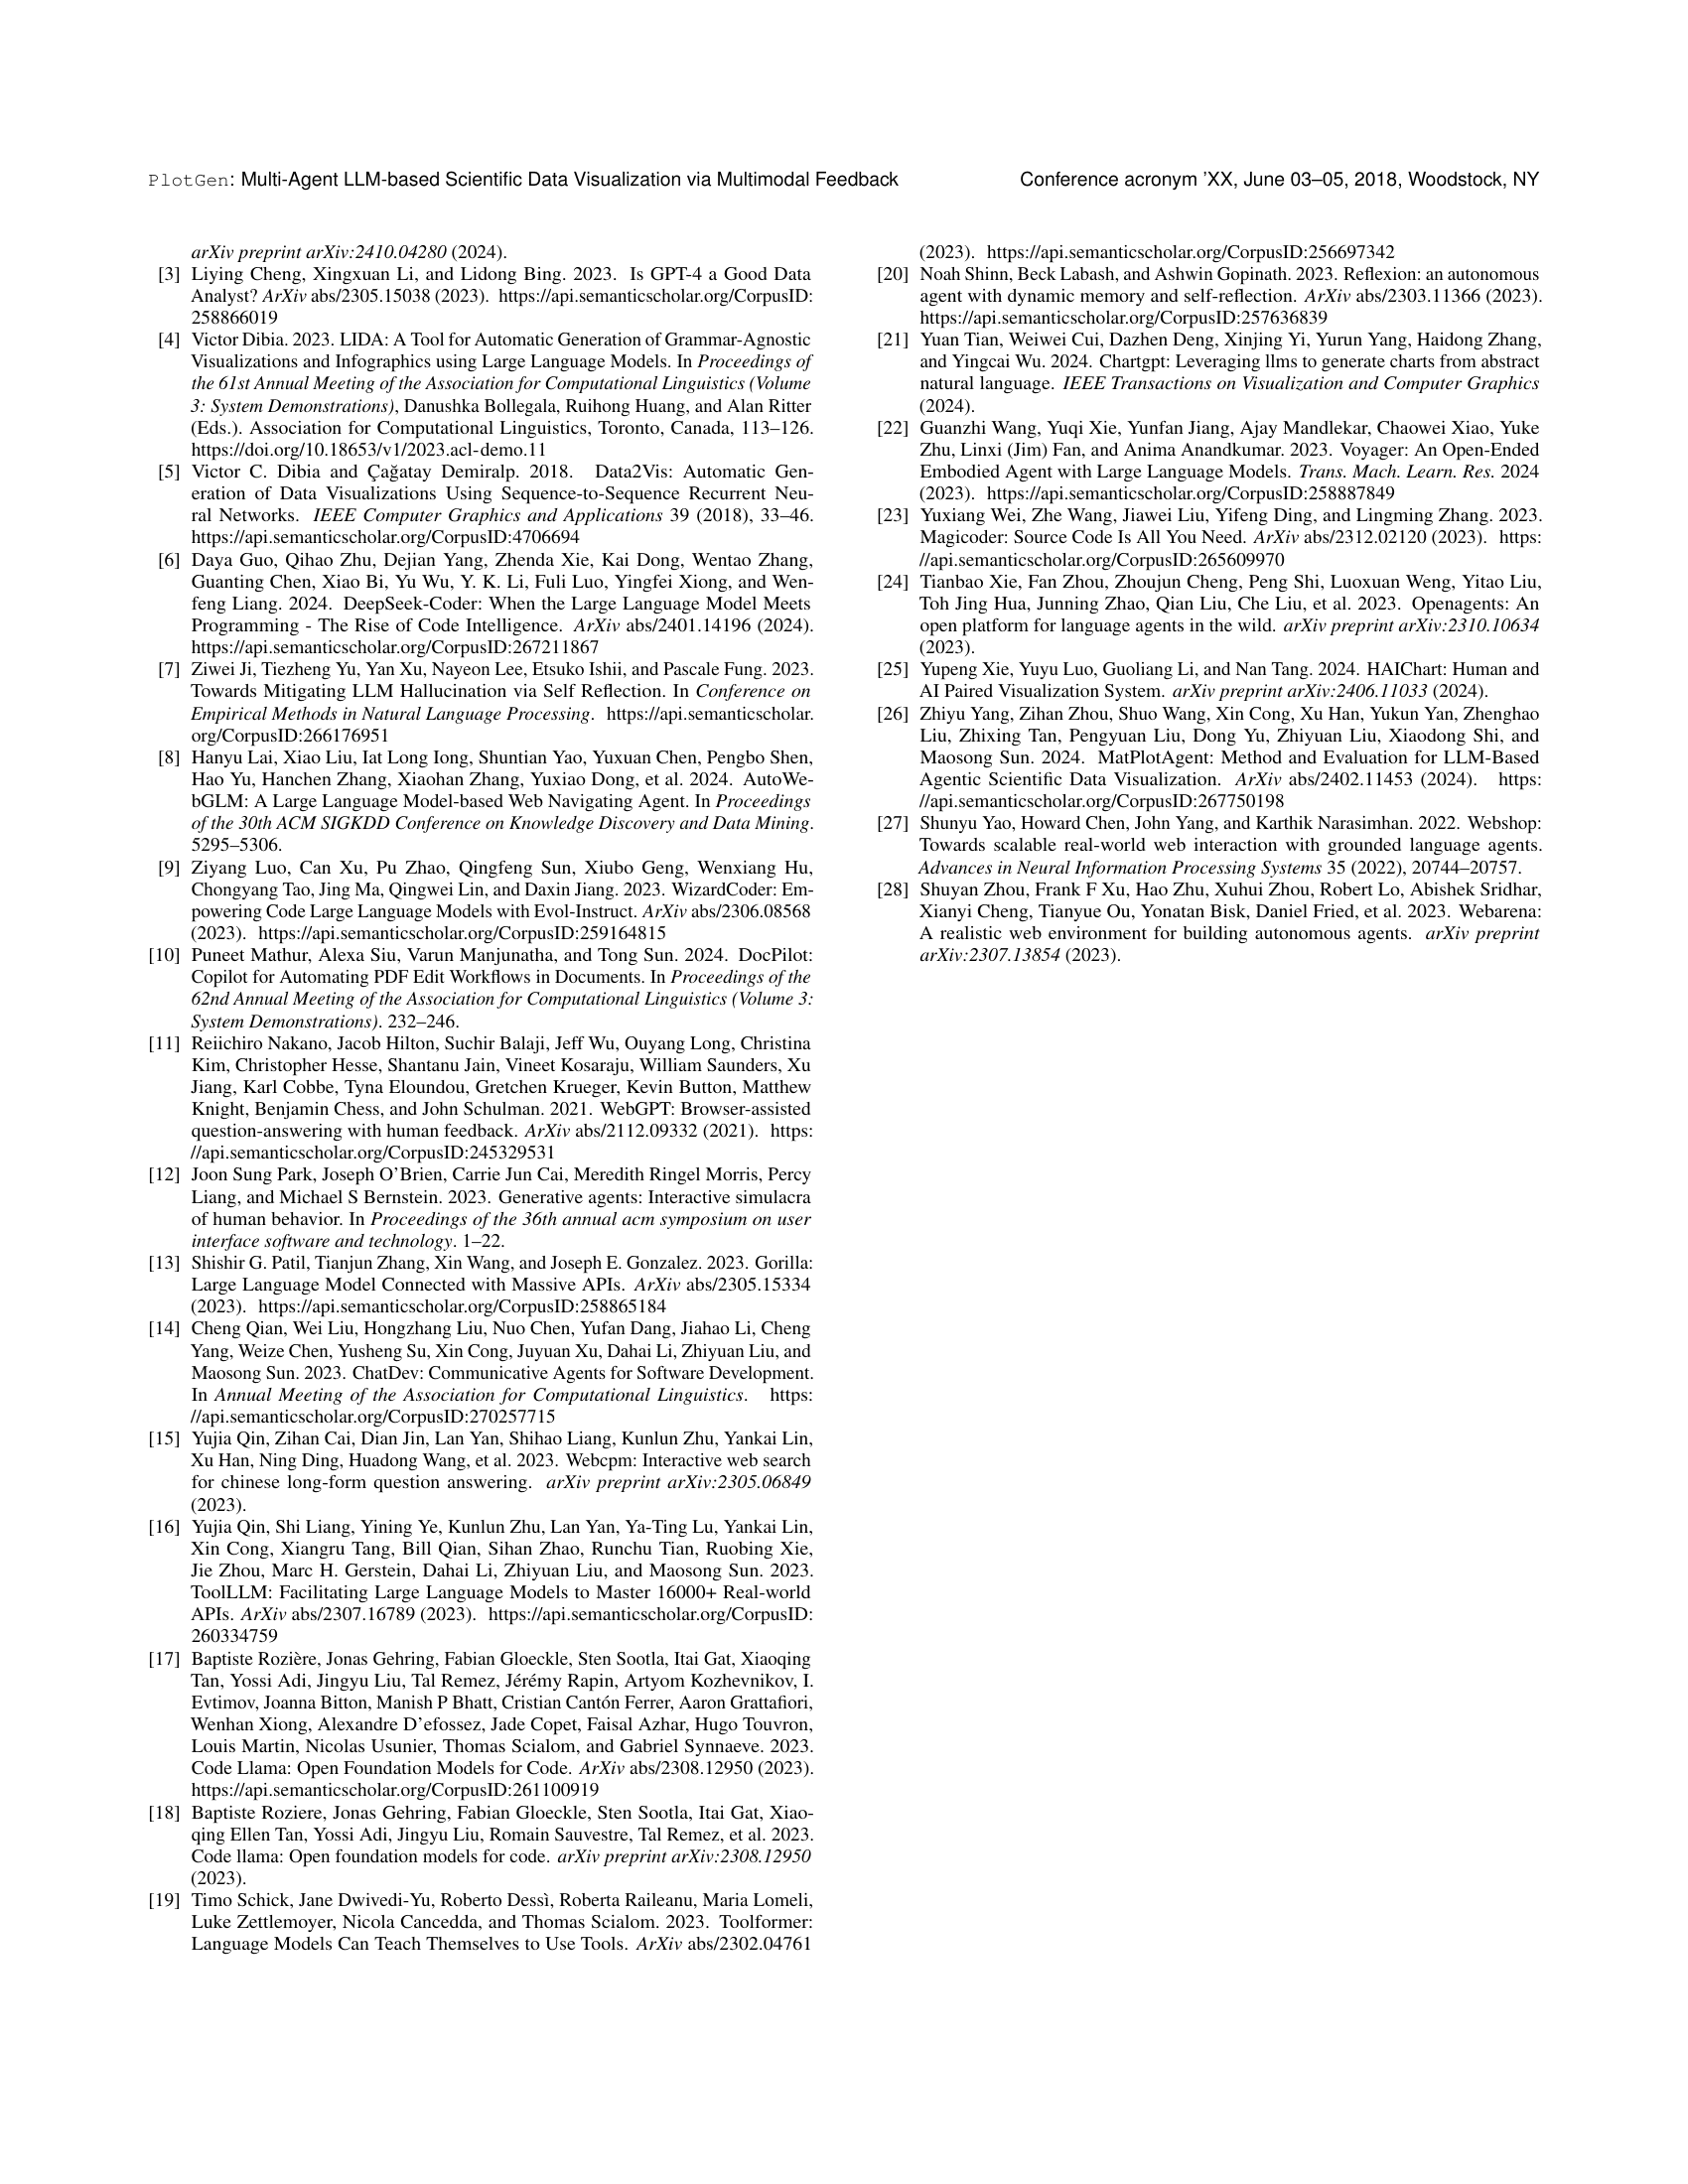 PlotGen: Multi-Agent LLM-based Scientific Data Visualization via Multimodal Feedback
Conference acronym ’XX, June 03–05, 2018, Woodstock, NY
arXiv preprint arXiv:2410.04280 (2024).
[3] Liying Cheng, Xingxuan Li, and Lidong Bing. 2023. Is GPT-4 a Good Data
Analyst? ArXiv abs/2305.15038 (2023). https://api.semanticscholar.org/CorpusID:
258866019
[4] Victor Dibia. 2023. LIDA: A Tool for Automatic Generation of Grammar-Agnostic
Visualizations and Infographics using Large Language Models. In Proceedings of
the 61st Annual Meeting of the Association for Computational Linguistics (Volume
3: System Demonstrations), Danushka Bollegala, Ruihong Huang, and Alan Ritter
(Eds.). Association for Computational Linguistics, Toronto, Canada, 113–126.
https://doi.org/10.18653/v1/2023.acl-demo.11
[5] Victor C. Dibia and Çağatay Demiralp. 2018. Data2Vis: Automatic Gen-
eration of Data Visualizations Using Sequence-to-Sequence Recurrent Neu-
ral Networks. IEEE Computer Graphics and Applications 39 (2018), 33–46.
https://api.semanticscholar.org/CorpusID:4706694
[6] Daya Guo, Qihao Zhu, Dejian Yang, Zhenda Xie, Kai Dong, Wentao Zhang,
Guanting Chen, Xiao Bi, Yu Wu, Y. K. Li, Fuli Luo, Yingfei Xiong, and Wen-
feng Liang. 2024. DeepSeek-Coder: When the Large Language Model Meets
Programming - The Rise of Code Intelligence. ArXiv abs/2401.14196 (2024).
https://api.semanticscholar.org/CorpusID:267211867
[7] Ziwei Ji, Tiezheng Yu, Yan Xu, Nayeon Lee, Etsuko Ishii, and Pascale Fung. 2023.
Towards Mitigating LLM Hallucination via Self Reflection. In Conference on
Empirical Methods in Natural Language Processing. https://api.semanticscholar.
org/CorpusID:266176951
[8] Hanyu Lai, Xiao Liu, Iat Long Iong, Shuntian Yao, Yuxuan Chen, Pengbo Shen,
Hao Yu, Hanchen Zhang, Xiaohan Zhang, Yuxiao Dong, et al. 2024. AutoWe-
bGLM: A Large Language Model-based Web Navigating Agent. In Proceedings
of the 30th ACM SIGKDD Conference on Knowledge Discovery and Data Mining.
5295–5306.
[9] Ziyang Luo, Can Xu, Pu Zhao, Qingfeng Sun, Xiubo Geng, Wenxiang Hu,
Chongyang Tao, Jing Ma, Qingwei Lin, and Daxin Jiang. 2023. WizardCoder: Em-
powering Code Large Language Models with Evol-Instruct. ArXiv abs/2306.08568
(2023). https://api.semanticscholar.org/CorpusID:259164815
[10] Puneet Mathur, Alexa Siu, Varun Manjunatha, and Tong Sun. 2024. DocPilot:
Copilot for Automating PDF Edit Workflows in Documents. In Proceedings of the
62nd Annual Meeting of the Association for Computational Linguistics (Volume 3:
System Demonstrations). 232–246.
[11] Reiichiro Nakano, Jacob Hilton, Suchir Balaji, Jeff Wu, Ouyang Long, Christina
Kim, Christopher Hesse, Shantanu Jain, Vineet Kosaraju, William Saunders, Xu
Jiang, Karl Cobbe, Tyna Eloundou, Gretchen Krueger, Kevin Button, Matthew
Knight, Benjamin Chess, and John Schulman. 2021. WebGPT: Browser-assisted
question-answering with human feedback. ArXiv abs/2112.09332 (2021). https:
//api.semanticscholar.org/CorpusID:245329531
[12] Joon Sung Park, Joseph O’Brien, Carrie Jun Cai, Meredith Ringel Morris, Percy
Liang, and Michael S Bernstein. 2023. Generative agents: Interactive simulacra
of human behavior. In Proceedings of the 36th annual acm symposium on user
interface software and technology. 1–22.
[13] Shishir G. Patil, Tianjun Zhang, Xin Wang, and Joseph E. Gonzalez. 2023. Gorilla:
Large Language Model Connected with Massive APIs. ArXiv abs/2305.15334
(2023). https://api.semanticscholar.org/CorpusID:258865184
[14] Cheng Qian, Wei Liu, Hongzhang Liu, Nuo Chen, Yufan Dang, Jiahao Li, Cheng
Yang, Weize Chen, Yusheng Su, Xin Cong, Juyuan Xu, Dahai Li, Zhiyuan Liu, and
Maosong Sun. 2023. ChatDev: Communicative Agents for Software Development.
In Annual Meeting of the Association for Computational Linguistics. https:
//api.semanticscholar.org/CorpusID:270257715
[15] Yujia Qin, Zihan Cai, Dian Jin, Lan Yan, Shihao Liang, Kunlun Zhu, Yankai Lin,
Xu Han, Ning Ding, Huadong Wang, et al. 2023. Webcpm: Interactive web search
for chinese long-form question answering. arXiv preprint arXiv:2305.06849
(2023).
[16] Yujia Qin, Shi Liang, Yining Ye, Kunlun Zhu, Lan Yan, Ya-Ting Lu, Yankai Lin,
Xin Cong, Xiangru Tang, Bill Qian, Sihan Zhao, Runchu Tian, Ruobing Xie,
Jie Zhou, Marc H. Gerstein, Dahai Li, Zhiyuan Liu, and Maosong Sun. 2023.
ToolLLM: Facilitating Large Language Models to Master 16000+ Real-world
APIs. ArXiv abs/2307.16789 (2023). https://api.semanticscholar.org/CorpusID:
260334759
[17] Baptiste Rozière, Jonas Gehring, Fabian Gloeckle, Sten Sootla, Itai Gat, Xiaoqing
Tan, Yossi Adi, Jingyu Liu, Tal Remez, Jérémy Rapin, Artyom Kozhevnikov, I.
Evtimov, Joanna Bitton, Manish P Bhatt, Cristian Cantón Ferrer, Aaron Grattafiori,
Wenhan Xiong, Alexandre D’efossez, Jade Copet, Faisal Azhar, Hugo Touvron,
Louis Martin, Nicolas Usunier, Thomas Scialom, and Gabriel Synnaeve. 2023.
Code Llama: Open Foundation Models for Code. ArXiv abs/2308.12950 (2023).
https://api.semanticscholar.org/CorpusID:261100919
[18] Baptiste Roziere, Jonas Gehring, Fabian Gloeckle, Sten Sootla, Itai Gat, Xiao-
qing Ellen Tan, Yossi Adi, Jingyu Liu, Romain Sauvestre, Tal Remez, et al. 2023.
Code llama: Open foundation models for code. arXiv preprint arXiv:2308.12950
(2023).
[19] Timo Schick, Jane Dwivedi-Yu, Roberto Dessì, Roberta Raileanu, Maria Lomeli,
Luke Zettlemoyer, Nicola Cancedda, and Thomas Scialom. 2023. Toolformer:
Language Models Can Teach Themselves to Use Tools. ArXiv abs/2302.04761
(2023). https://api.semanticscholar.org/CorpusID:256697342
[20] Noah Shinn, Beck Labash, and Ashwin Gopinath. 2023. Reflexion: an autonomous
agent with dynamic memory and self-reflection. ArXiv abs/2303.11366 (2023).
https://api.semanticscholar.org/CorpusID:257636839
[21] Yuan Tian, Weiwei Cui, Dazhen Deng, Xinjing Yi, Yurun Yang, Haidong Zhang,
and Yingcai Wu. 2024. Chartgpt: Leveraging llms to generate charts from abstract
natural language. IEEE Transactions on Visualization and Computer Graphics
(2024).
[22] Guanzhi Wang, Yuqi Xie, Yunfan Jiang, Ajay Mandlekar, Chaowei Xiao, Yuke
Zhu, Linxi (Jim) Fan, and Anima Anandkumar. 2023. Voyager: An Open-Ended
Embodied Agent with Large Language Models. Trans. Mach. Learn. Res. 2024
(2023). https://api.semanticscholar.org/CorpusID:258887849
[23] Yuxiang Wei, Zhe Wang, Jiawei Liu, Yifeng Ding, and Lingming Zhang. 2023.
Magicoder: Source Code Is All You Need. ArXiv abs/2312.02120 (2023). https:
//api.semanticscholar.org/CorpusID:265609970
[24] Tianbao Xie, Fan Zhou, Zhoujun Cheng, Peng Shi, Luoxuan Weng, Yitao Liu,
Toh Jing Hua, Junning Zhao, Qian Liu, Che Liu, et al. 2023. Openagents: An
open platform for language agents in the wild. arXiv preprint arXiv:2310.10634
(2023).
[25] Yupeng Xie, Yuyu Luo, Guoliang Li, and Nan Tang. 2024. HAIChart: Human and
AI Paired Visualization System. arXiv preprint arXiv:2406.11033 (2024).
[26] Zhiyu Yang, Zihan Zhou, Shuo Wang, Xin Cong, Xu Han, Yukun Yan, Zhenghao
Liu, Zhixing Tan, Pengyuan Liu, Dong Yu, Zhiyuan Liu, Xiaodong Shi, and
Maosong Sun. 2024. MatPlotAgent: Method and Evaluation for LLM-Based
Agentic Scientific Data Visualization. ArXiv abs/2402.11453 (2024). https:
//api.semanticscholar.org/CorpusID:267750198
[27] Shunyu Yao, Howard Chen, John Yang, and Karthik Narasimhan. 2022. Webshop:
Towards scalable real-world web interaction with grounded language agents.
Advances in Neural Information Processing Systems 35 (2022), 20744–20757.
[28] Shuyan Zhou, Frank F Xu, Hao Zhu, Xuhui Zhou, Robert Lo, Abishek Sridhar,
Xianyi Cheng, Tianyue Ou, Yonatan Bisk, Daniel Fried, et al. 2023. Webarena:
A realistic web environment for building autonomous agents. arXiv preprint
arXiv:2307.13854 (2023).